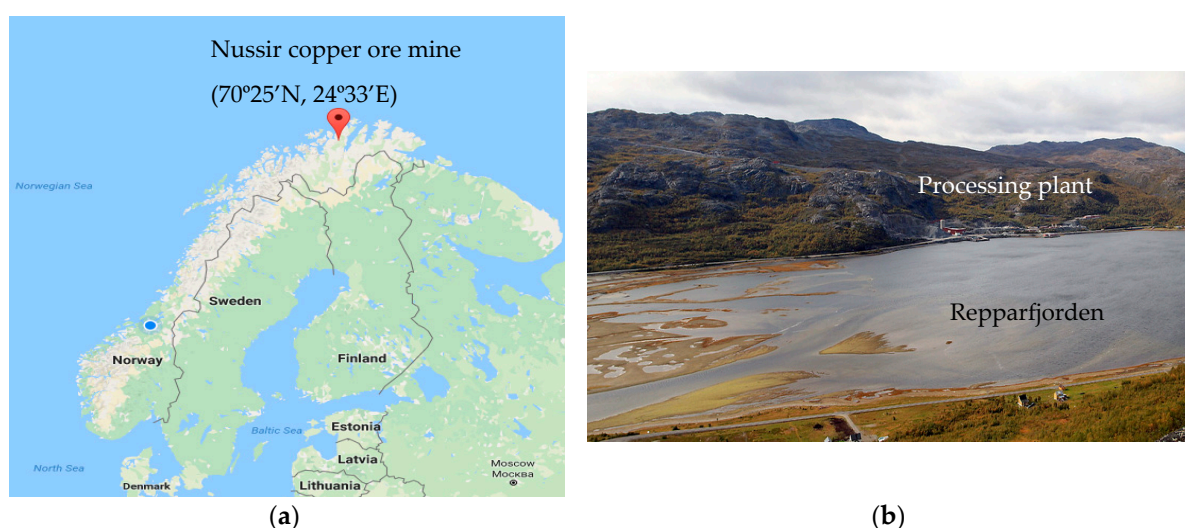 Nussir copper ore mine
(70º25’N, 24º33’E)
Norwegian Sea
Sweden
Norway
Finland
Baltic Sea
Estonia
Latvia
Lithuania
North Sea
Denmark
Moscow
Москва
(a)
Processing plant
Repparfjorden
(b)